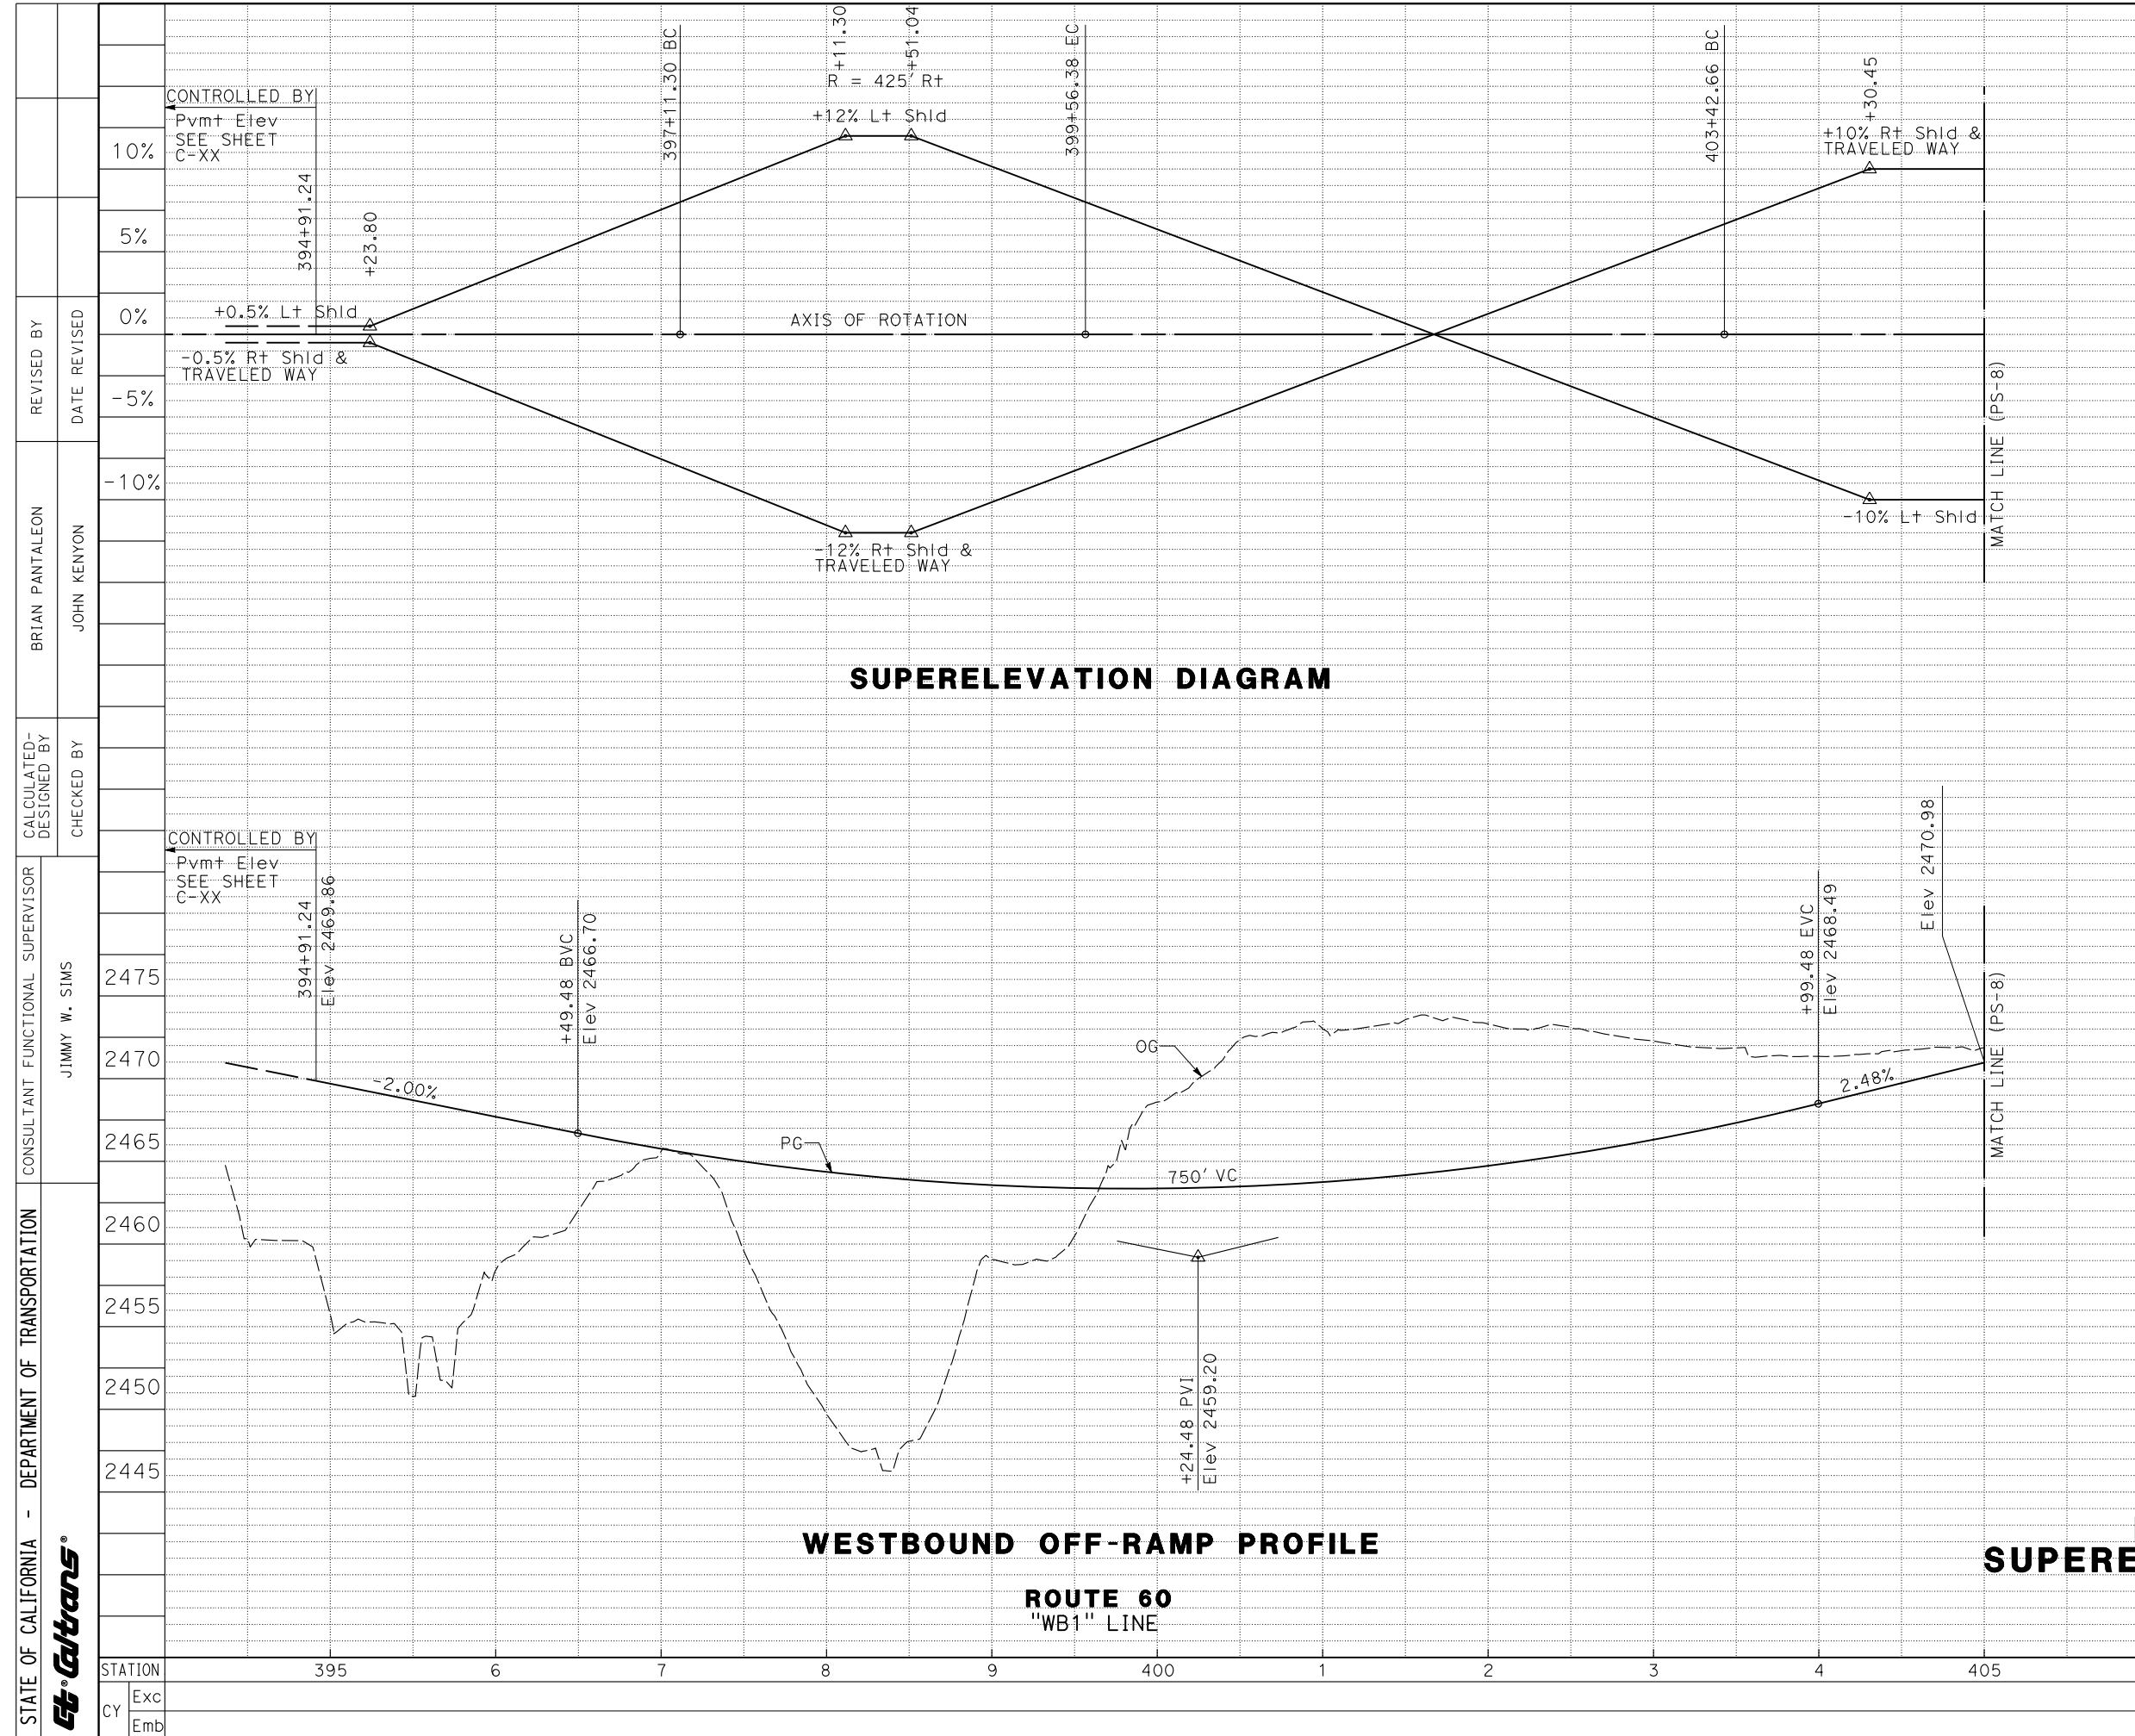 397+11.30 BC
+11.30
+51.04
R = 425' Rt
+12% Lt Shld
399+56.38 EC
403+42.66 BC
+30.45
+10% Rt Shld &
TRAVELED WAY
CONTROLLED BY
Pvmt Elev
SEE SHEET
C-XX
394+91.24
+23.80
10%
5%
0%
-5%
-10%
+0.5% Lt Shld
-0.5% Rt Shld &
TRAVELED WAY
AXIS OF ROTATION
-12% Rt Shld &
TRAVELED WAY
-10% Lt Shld
MATCH LINE (PS-8)
SUPERELEVATION DIAGRAM
REVISED BY
DATE REVISED
BRIAN PANTALEON
JOHN KENYON
CALCULATED-
DESIGNED BY
CHECKED BY
CONSULTANT FUNCTIONAL SUPERVISOR
JIMMY W. SIMS
STATE OF CALIFORNIA - DEPARTMENT OF TRANSPORTATION
Caltrans®
CONTROLLED BY
Pvmt Elev
SEE SHEET
C-XX
394+91.24
Elev 2469.86
+49.48 BVC
Elev 2466.70
+99.48 EVC
Elev 2468.49
Elev 2470.98
2475
2470
2465
2460
2455
2450
2445
-2.00%
PG
OG
750' VC
2.48%
MATCH LINE (PS-8)
+24.48 PVI
Elev 2459.20
WESTBOUND OFF-RAMP PROFILE
ROUTE 60
"WB1" LINE
SUPERE
STATION 395 6 7 8 9 400 1 2 3 4 405
CY
Exc
Emb